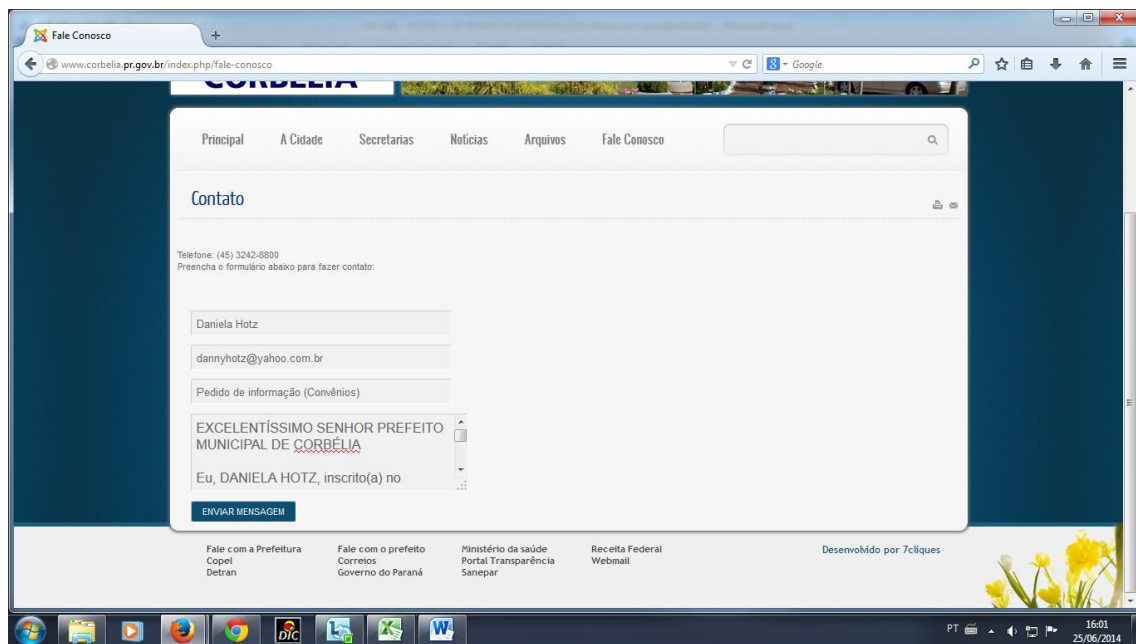 Fale Conosco
www.corbelia.pr.gov.br/index.php/fale-conosco
Google
CORBÉLIA
Principal A Cidade Secretarias Notícias Arquivos Fale Conosco
Contato
Telefone: (45) 3242-8800
Preencha o formulário abaixo para fazer contato:
Daniela Hotz
dannyhotz@yahoo.com.br
Pedido de informação (Convênios)
EXCELENTÍSSIMO SENHOR PREFEITO
MUNICIPAL DE CORBÉLIA
Eu, DANIELA HOTZ, inscrito(a) no
ENVIAR MENSAGEM
Fale com a Prefeitura Fale com o prefeito Ministério da saúde Receita Federal Desenvolvido por 7cliques
Copel Correios Portal Transparência Webmail
Detran Governo do Paraná Sanepar
DIC
PT 16:01
25/06/2014